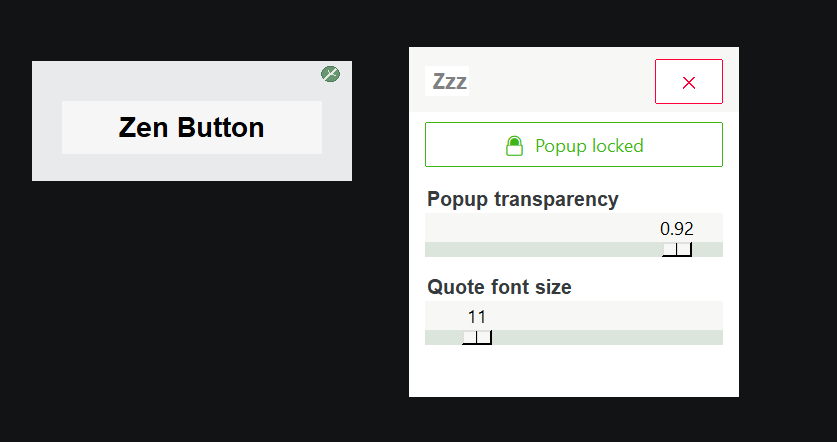 Zen Button
Zzz
Popup locked
Popup transparency
0.92
Quote font size
11